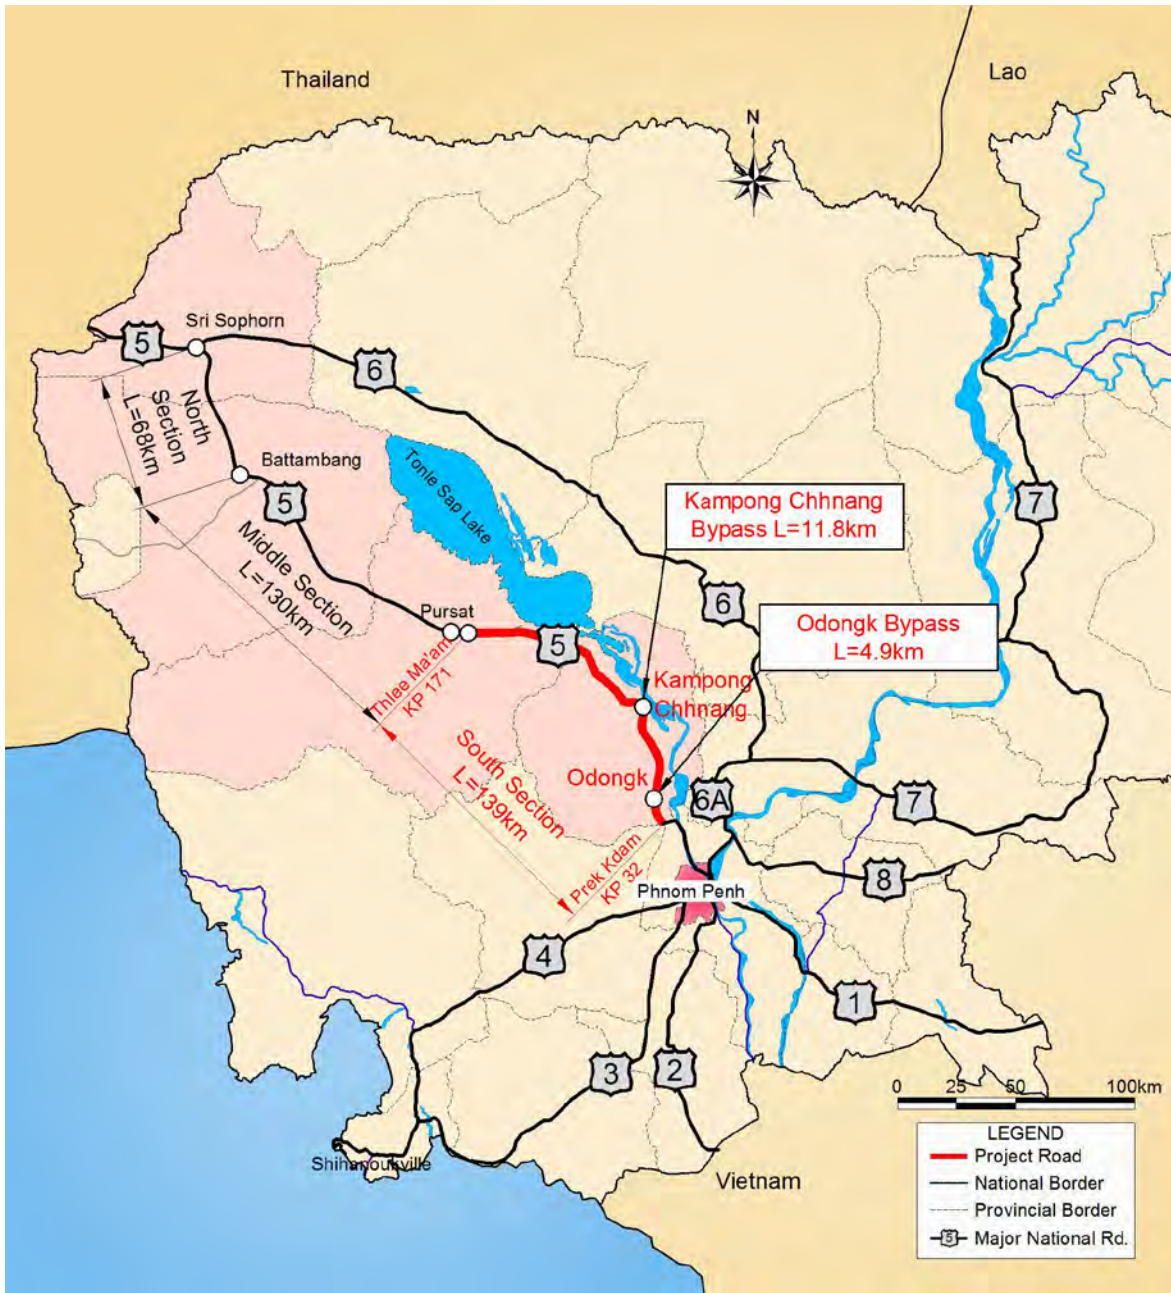 Thailand
Lao
N
Sri Sophorn
5
6
North
Section
L=68km
Battambang
5
Tonle Sap Lake
Kampong Chhnang
Bypass L=11.8km
7
Middle Section
L=130km
6
Pursat
5
Odongk Bypass
L=4.9km
Thlee Ma'am
KP 171
Kampong
Chhnang
South Section
L=139km
Odongk
6A
7
Prek Kdam
KP 32
Phnom Penh
8
4
1
3
2
0 25 50 100km
LEGEND
Project Road
National Border
Provincial Border
5 Major National Rd.
Shihanoukville
Vietnam